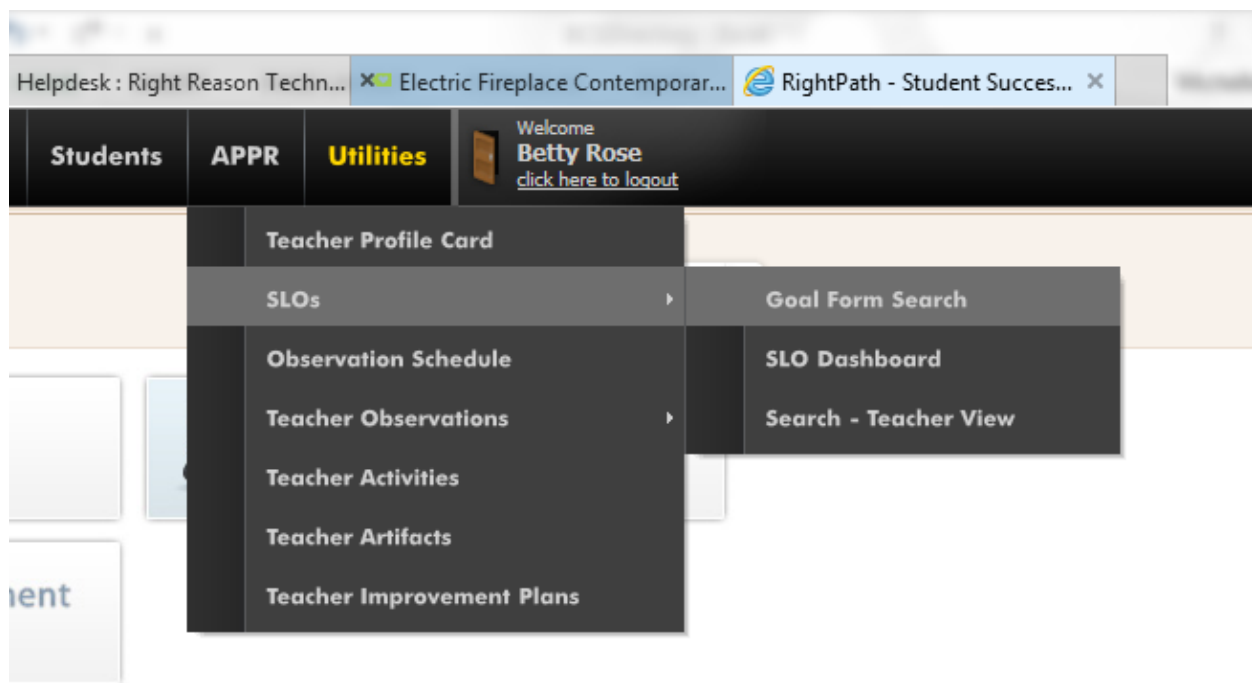 Helpdesk : Right Reason Techn...
Electric Fireplace Contemporar...
RightPath - Student Succes...
Students
APPR
Utilities
Welcome
Betty Rose
click here to logout
Teacher Profile Card
SLOs
Goal Form Search
Observation Schedule
SLO Dashboard
Teacher Observations
Search - Teacher View
Teacher Activities
Teacher Artifacts
Teacher Improvement Plans